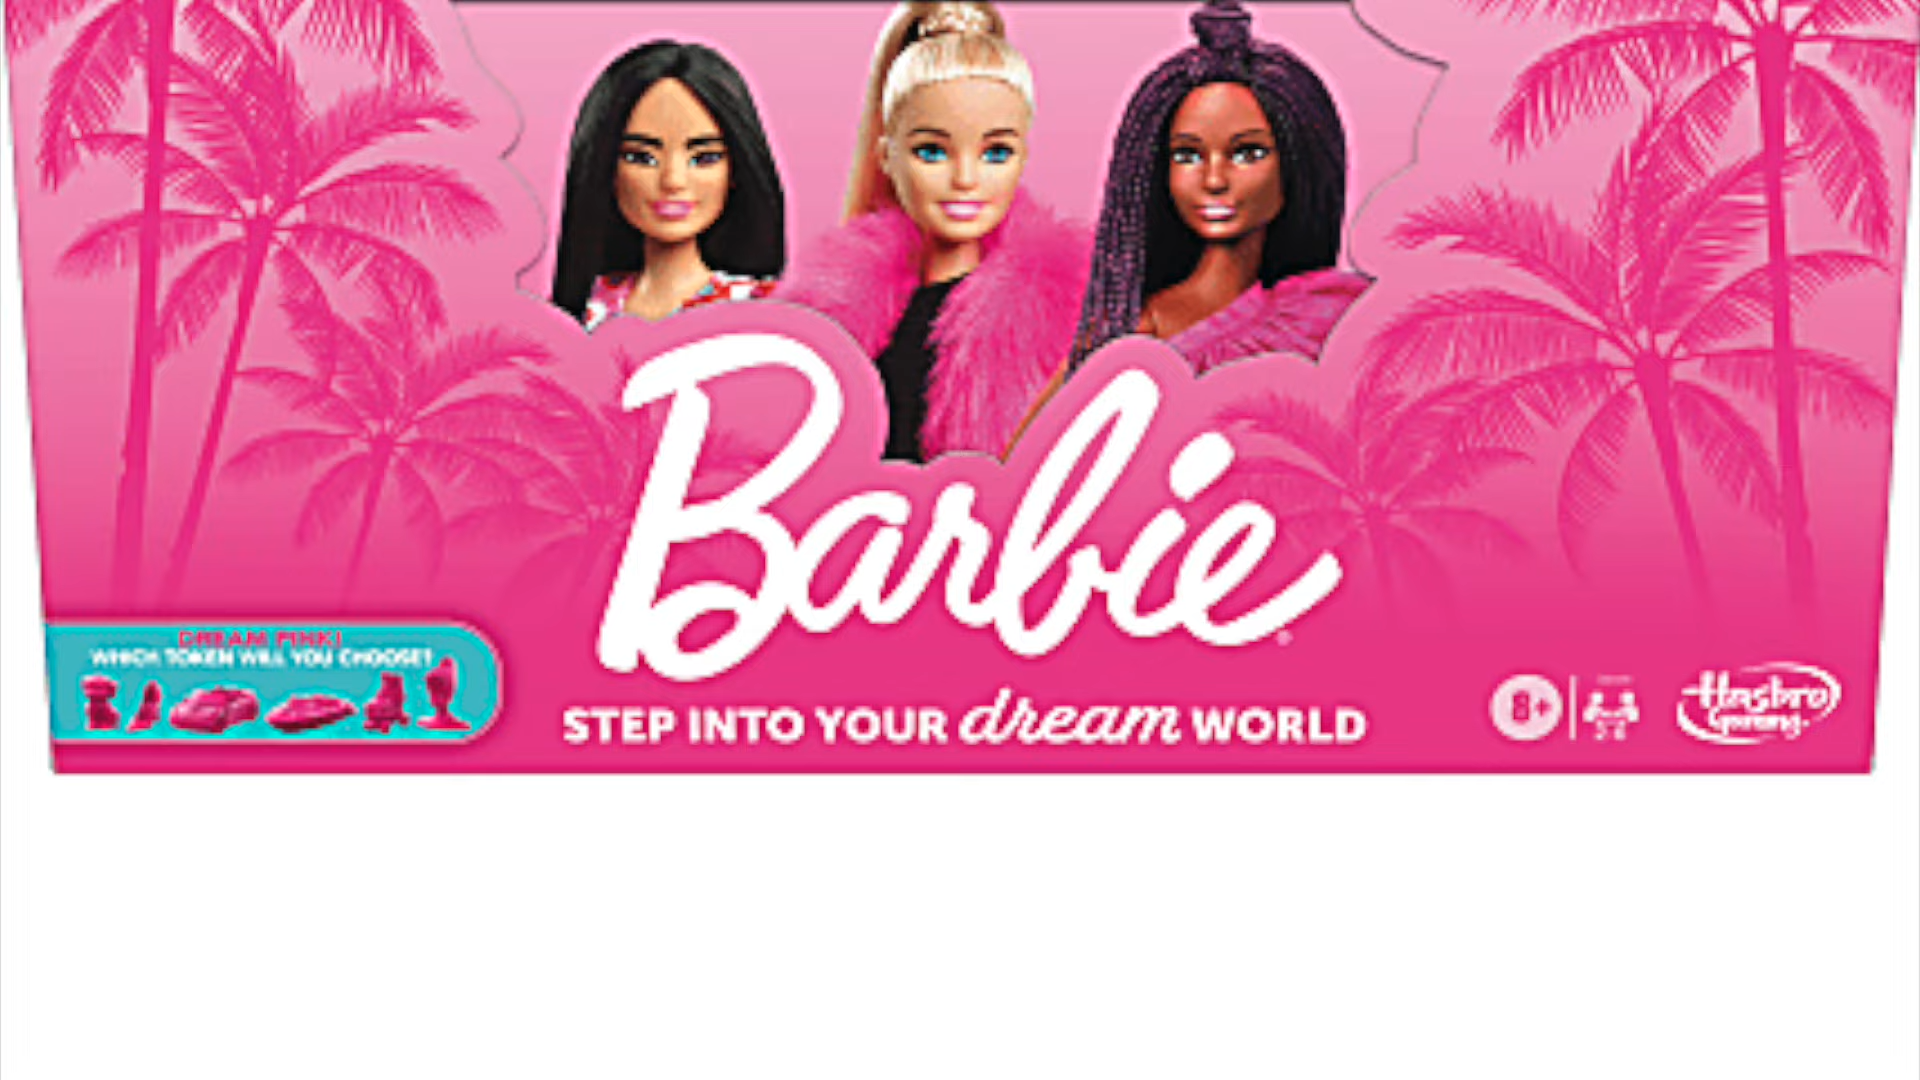 Barbie
DREAM PINK!
WHICH TOKEN WILL YOU CHOOSE?
STEP INTO YOUR dream WORLD
8+
Hasbro
Gaming